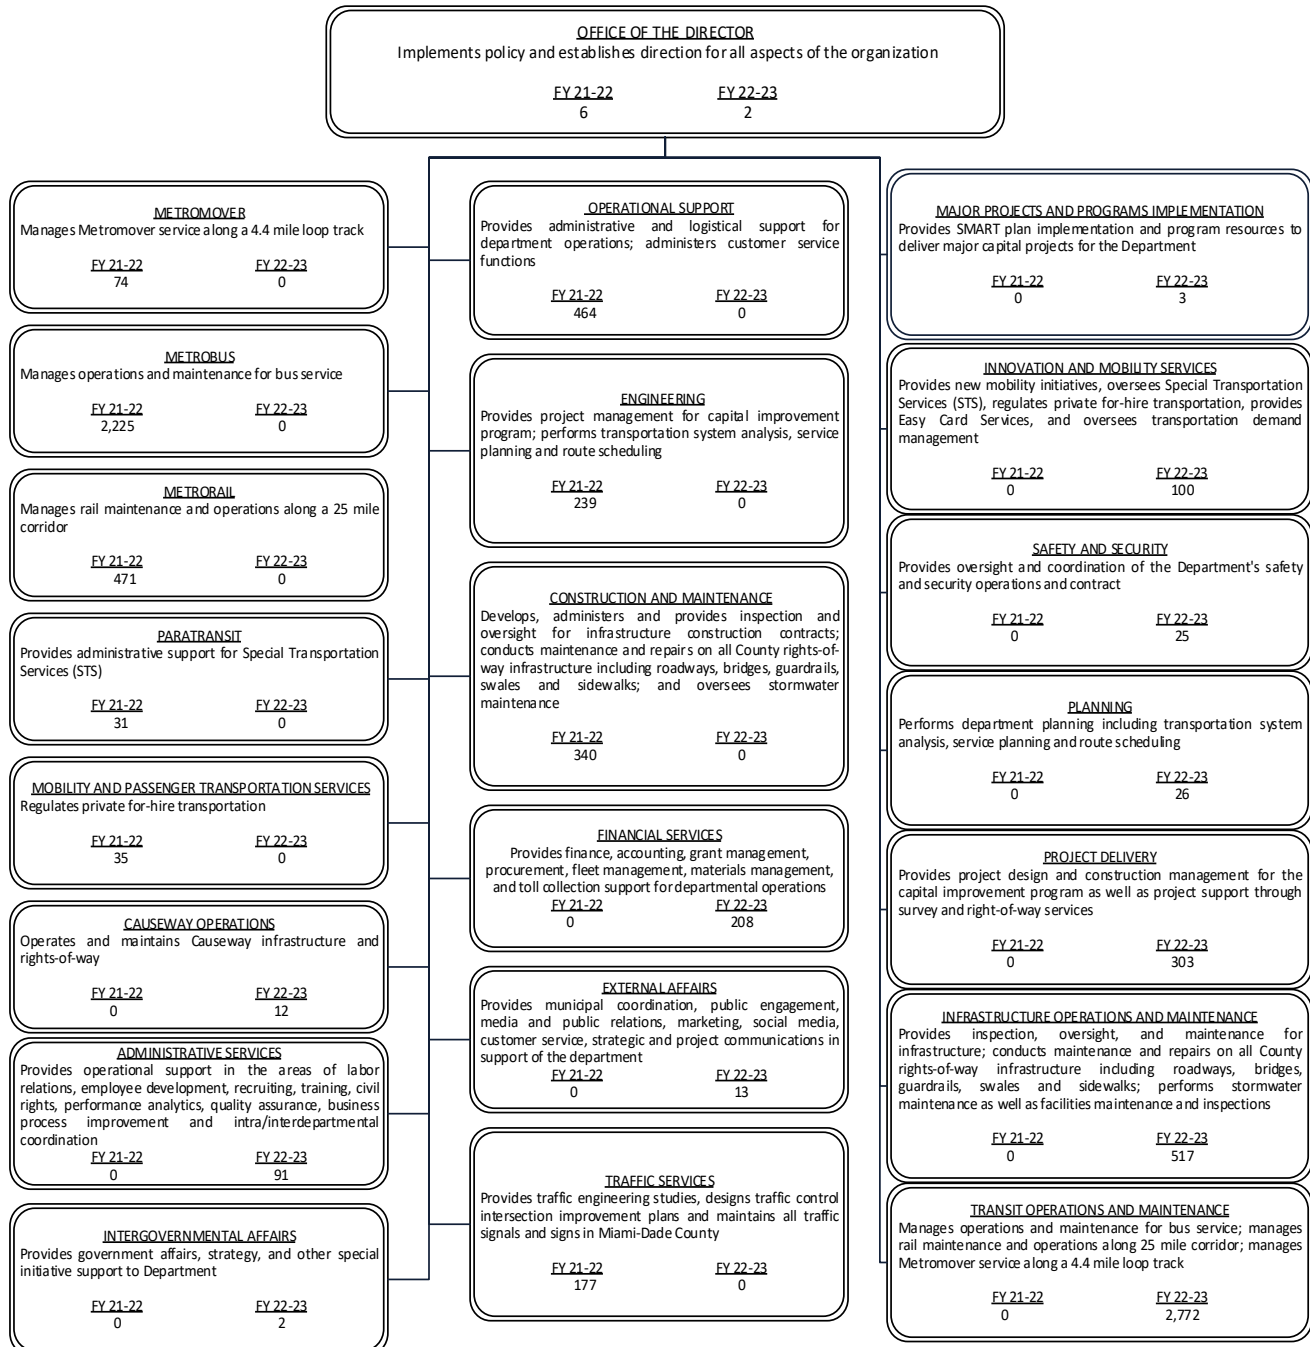 OFFICE OF THE DIRECTOR
Implements policy and establishes direction for all aspects of the organization
FY 21-22 FY 22-23
6 2
METROMOVER
Manages Metromover service along a 4.4 mile loop track
FY 21-22 FY 22-23
74 0
METROBUS
Manages operations and maintenance for bus service
FY 21-22 FY 22-23
2,225 0
METRORAIL
Manages rail maintenance and operations along a 25 mile
corridor
FY 21-22 FY 22-23
471 0
PARATRANSIT
Provides administrative support for Special Transportation
Services (STS)
FY 21-22 FY 22-23
31 0
MOBILITY AND PASSENGER TRANSPORTATION SERVICES
Regulates private for-hire transportation
FY 21-22 FY 22-23
35 0
CAUSEWAY OPERATIONS
Operates and maintains Causeway infrastructure and
rights-of-way
FY 21-22 FY 22-23
0 12
ADMINISTRATIVE SERVICES
Provides operational support in the areas of labor
relations, employee development, recruiting, training, civil
rights, performance analytics, quality assurance, business
process improvement and intra/interdepartmental
coordination
FY 21-22 FY 22-23
0 91
INTERGOVERNMENTAL AFFAIRS
Provides government affairs, strategy, and other special
initiative support to Department
FY 21-22 FY 22-23
0 2
OPERATIONAL SUPPORT
Provides administrative and logistical support for
department operations; administers customer service
functions
FY 21-22 FY 22-23
464 0
ENGINEERING
Provides project management for capital improvement
program; performs transportation system analysis, service
planning and route scheduling
FY 21-22 FY 22-23
239 0
CONSTRUCTION AND MAINTENANCE
Develops, administers and provides inspection and
oversight for infrastructure construction contracts;
conducts maintenance and repairs on all County rights-of-
way infrastructure including roadways, bridges, guardrails,
swales and sidewalks; and oversees stormwater
maintenance
FY 21-22 FY 22-23
340 0
FINANCIAL SERVICES
Provides finance, accounting, grant management,
procurement, fleet management, materials management,
and toll collection support for departmental operations
FY 21-22 FY 22-23
0 208
EXTERNAL AFFAIRS
Provides municipal coordination, public engagement,
media and public relations, marketing, social media,
customer service, strategic and project communications in
support of the department
FY 21-22 FY 22-23
0 13
TRAFFIC SERVICES
Provides traffic engineering studies, designs traffic control
intersection improvement plans and maintains all traffic
signals and signs in Miami-Dade County
FY 21-22 FY 22-23
177 0
MAJOR PROJECTS AND PROGRAMS IMPLEMENTATION
Provides SMART plan implementation and program resources to
deliver major capital projects for the Department
FY 21-22 FY 22-23
0 3
INNOVATION AND MOBILITY SERVICES
Provides new mobility initiatives, oversees Special Transportation
Services (STS), regulates private for-hire transportation, provides
Easy Card Services, and oversees transportation demand
management
FY 21-22 FY 22-23
0 100
SAFETY AND SECURITY
Provides oversight and coordination of the Department's safety
and security operations and contract
FY 21-22 FY 22-23
0 25
PLANNING
Performs department planning including transportation system
analysis, service planning and route scheduling
FY 21-22 FY 22-23
0 26
PROJECT DELIVERY
Provides project design and construction management for the
capital improvement program as well as project support through
survey and right-of-way services
FY 21-22 FY 22-23
0 303
INFRASTRUCTURE OPERATIONS AND MAINTENANCE
Provides inspection, oversight, and maintenance for
infrastructure; conducts maintenance and repairs on all County
rights-of-way infrastructure including roadways, bridges,
guardrails, swales and sidewalks; performs stormwater
maintenance as well as facilities maintenance and inspections
FY 21-22 FY 22-23
0 517
TRANSIT OPERATIONS AND MAINTENANCE
Manages operations and maintenance for bus service; manages
rail maintenance and operations along 25 mile corridor; manages
Metromover service along a 4.4 mile loop track
FY 21-22 FY 22-23
0 2,772